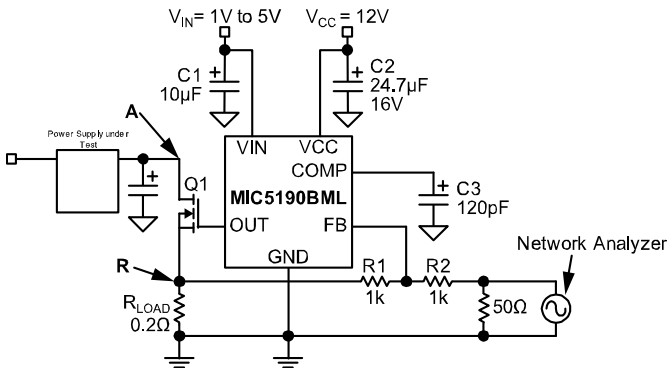 V_IN = 1V to 5V
V_CC = 12V
C1
10µF
C2
24.7µF
16V
A
Power Supply under
Test
VIN
VCC
COMP
Q1
MIC5190BML
C3
120pF
OUT
FB
Network Analyzer
GND
R
R1
1k
R2
1k
R_LOAD
0.2Ω
50Ω